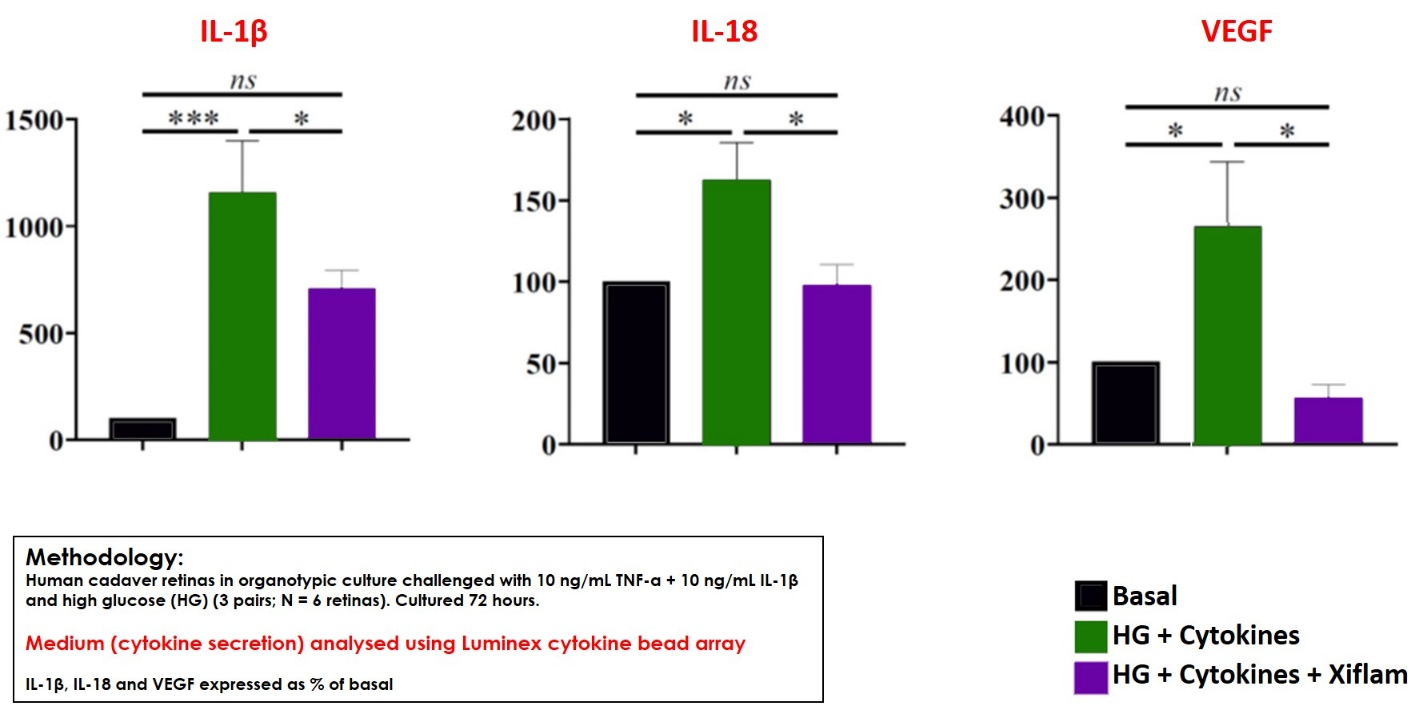 IL-1β
ns
*** *
1500
1000
500
0
IL-18
ns
* *
200
150
100
50
0
VEGF
ns
* *
400
300
200
100
0
Methodology:
Human cadaver retinas in organotypic culture challenged with 10 ng/mL TNF-a + 10 ng/mL IL-1β
and high glucose (HG) (3 pairs; N = 6 retinas). Cultured 72 hours.
Medium (cytokine secretion) analysed using Luminex cytokine bead array
IL-1β, IL-18 and VEGF expressed as % of basal
Basal
HG + Cytokines
HG + Cytokines + Xiflam